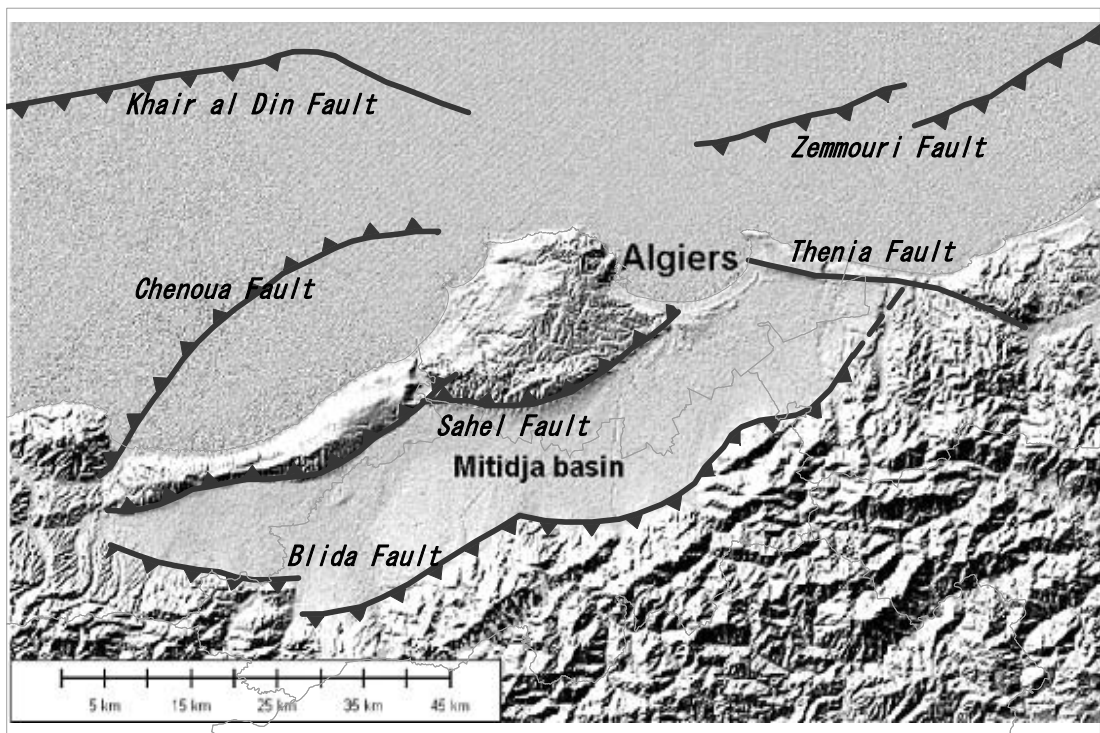 Khair al Din Fault
Zemmouri Fault
Algiers
Thenia Fault
Chenoua Fault
Sahel Fault
Mitidja basin
Blida Fault
5 km 15 km 25 km 35 km 45 km